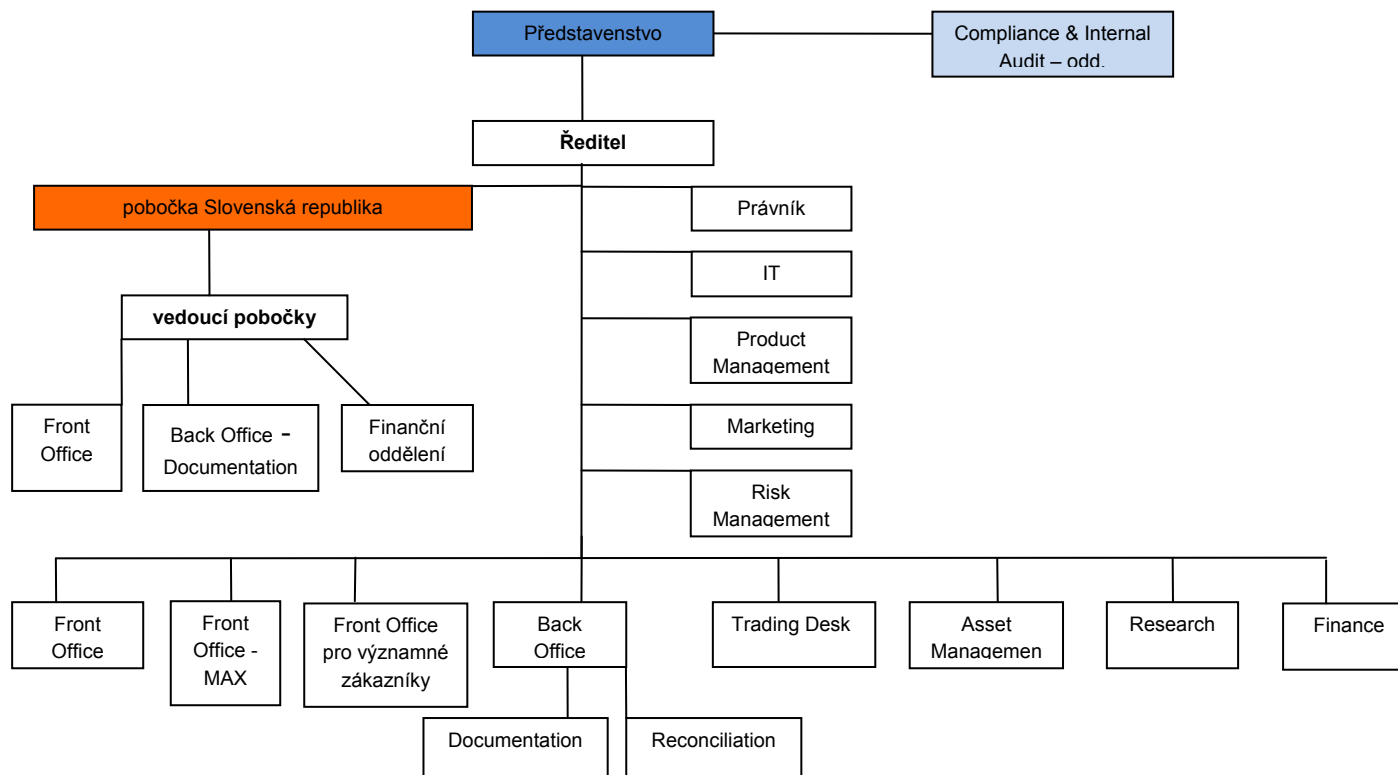 Představenstvo
Compliance & Internal
Audit – odd.
Ředitel
pobočka Slovenská republika
Právník
IT
vedoucí pobočky
Product
Management
Front
Office
Back Office -
Documentation
Finanční
oddělení
Marketing
Risk
Management
Front
Office
Front
Office -
MAX
Front Office
pro významné
zákazníky
Back
Office
Trading Desk
Asset
Managemen
Research
Finance
Documentation
Reconciliation